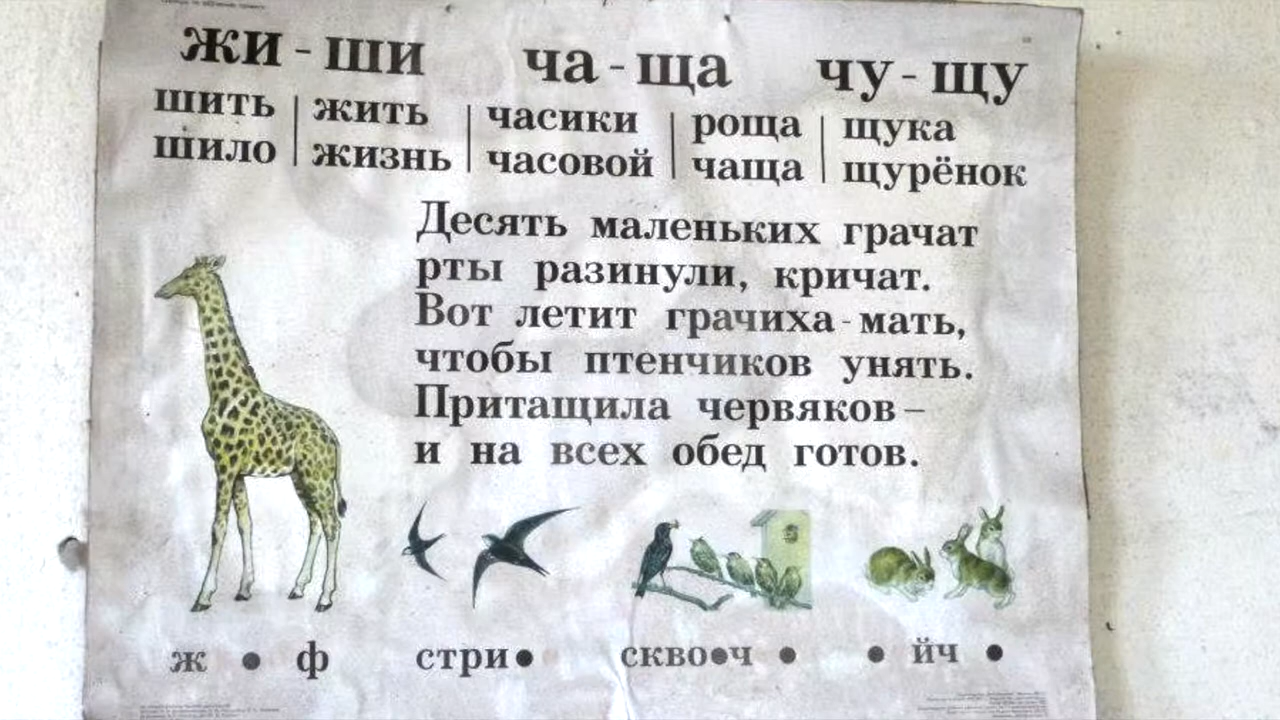 жи - ши ча - ща чу - щу
шить | жить | часики | роща | щука
шило | жизнь | часовой | чаща | щурёнок
Десять маленьких грачат
рты разинули, кричат.
Вот летит грачиха - мать,
чтобы птенчиков унять.
Притащила червяков –
и на всех обед готов.
ж ● ф стри● скво●ч ● ● йч ●